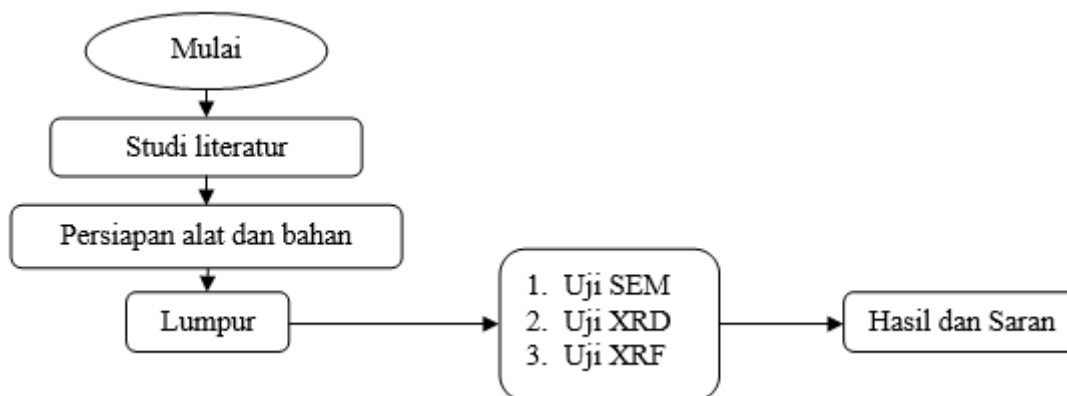 Mulai
Studi literatur
Persiapan alat dan bahan
Lumpur
1. Uji SEM
2. Uji XRD
3. Uji XRF
Hasil dan Saran